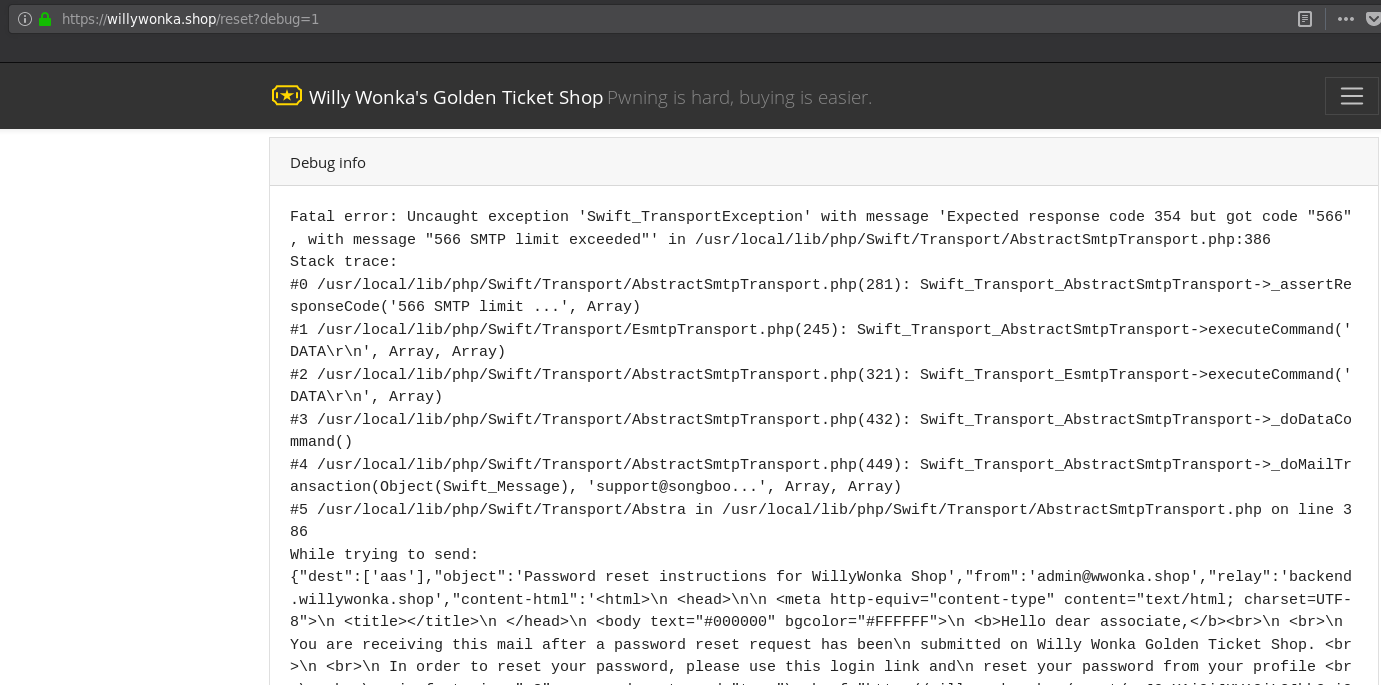 https://willywonka.shop/reset?debug=1
Willy Wonka's Golden Ticket Shop Pwning is hard, buying is easier.
Debug info
Fatal error: Uncaught exception 'Swift_TransportException' with message 'Expected response code 354 but got code "566"
, with message "566 SMTP limit exceeded"' in /usr/local/lib/php/Swift/Transport/AbstractSmtpTransport.php:386
Stack trace:
#0 /usr/local/lib/php/Swift/Transport/AbstractSmtpTransport.php(281): Swift_Transport_AbstractSmtpTransport->_assertRe
sponseCode('566 SMTP limit ...', Array)
#1 /usr/local/lib/php/Swift/Transport/EsmtpTransport.php(245): Swift_Transport_AbstractSmtpTransport->executeCommand('
DATA\r\n', Array, Array)
#2 /usr/local/lib/php/Swift/Transport/AbstractSmtpTransport.php(321): Swift_Transport_EsmtpTransport->executeCommand('
DATA\r\n', Array)
#3 /usr/local/lib/php/Swift/Transport/AbstractSmtpTransport.php(432): Swift_Transport_AbstractSmtpTransport->_doDataCo
mmand()
#4 /usr/local/lib/php/Swift/Transport/AbstractSmtpTransport.php(449): Swift_Transport_AbstractSmtpTransport->_doMailTr
ansaction(Object(Swift_Message), 'support@songboo...', Array, Array)
#5 /usr/local/lib/php/Swift/Transport/Abstra in /usr/local/lib/php/Swift/Transport/AbstractSmtpTransport.php on line 3
86
While trying to send:
{"dest":['aas'],"object":'Password reset instructions for WillyWonka Shop',"from":'admin@wwonka.shop',"relay":'backend
.willywonka.shop',"content-html":'<html>\n <head>\n\n <meta http-equiv="content-type" content="text/html; charset=UTF-
8">\n <title></title>\n </head>\n <body text="#000000" bgcolor="#FFFFFF">\n <b>Hello dear associate,</b><br>\n <br>\n
You are receiving this mail after a password reset request has been\n submitted on Willy Wonka Golden Ticket Shop. <br
>\n <br>\n In order to reset your password, please use this login link and\n reset your password from your profile <br